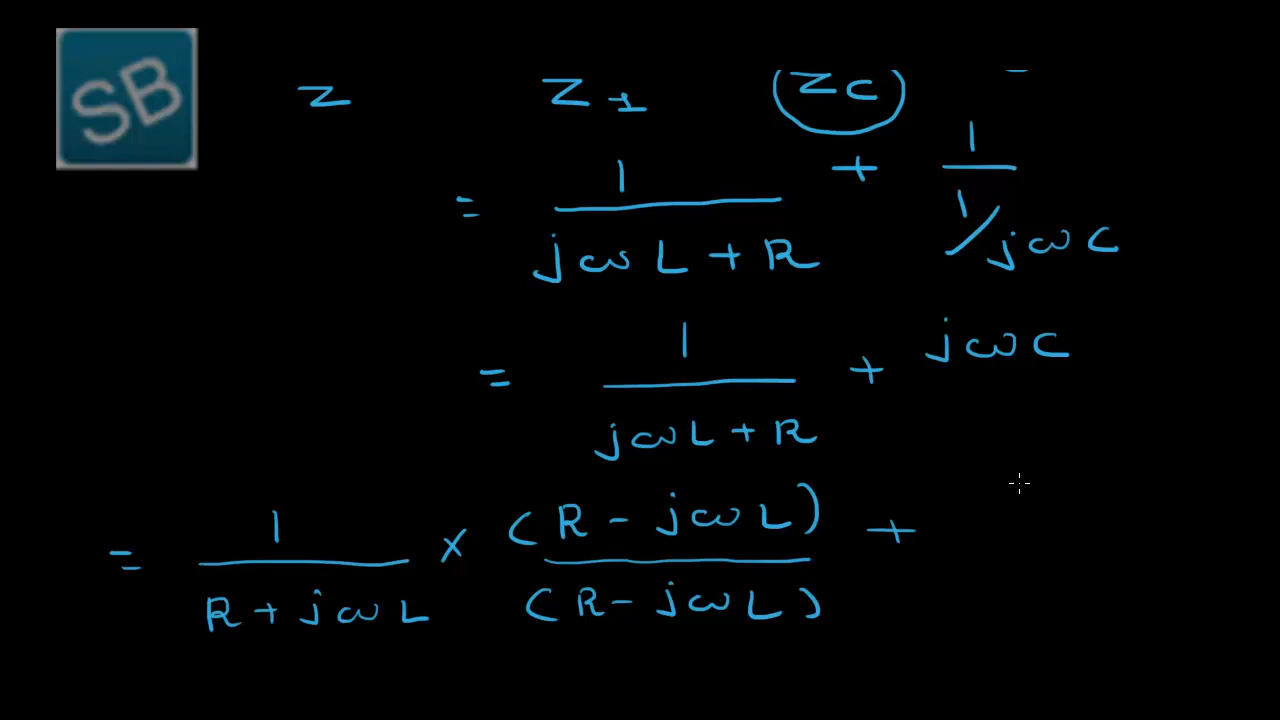 SB
Z Z1 ZC
= 1/(jωL + R) + 1/(1/jωC)
= 1/(jωL + R) + jωC
= 1/(R + jωL) × (R - jωL)/(R - jωL) +